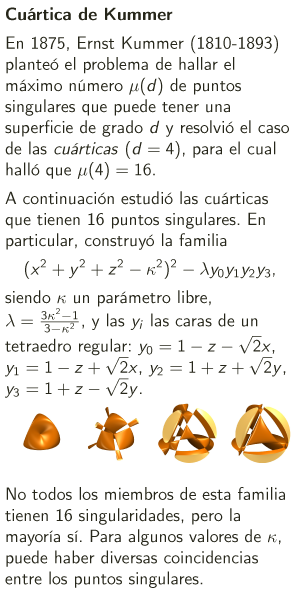 Cuártica de Kummer
En 1875, Ernst Kummer (1810-1893)
planteó el problema de hallar el
máximo número μ(d) de puntos
singulares que puede tener una
superficie de grado d y resolvió el caso
de las cuárticas (d = 4), para el cual
halló que μ(4) = 16.
A continuación estudió las cuárticas
que tienen 16 puntos singulares. En
particular, construyó la familia
(x² + y² + z² − κ²)² − λy₀y₁y₂y₃,
siendo κ un parámetro libre,
λ = (3κ²−1)/(3−κ²), y las yᵢ las caras de un
tetraedro regular: y₀ = 1 − z − √2x,
y₁ = 1 − z + √2x, y₂ = 1 + z + √2y,
y₃ = 1 + z − √2y.
No todos los miembros de esta familia
tienen 16 singularidades, pero la
mayoría sí. Para algunos valores de κ,
puede haber diversas coincidencias
entre los puntos singulares.